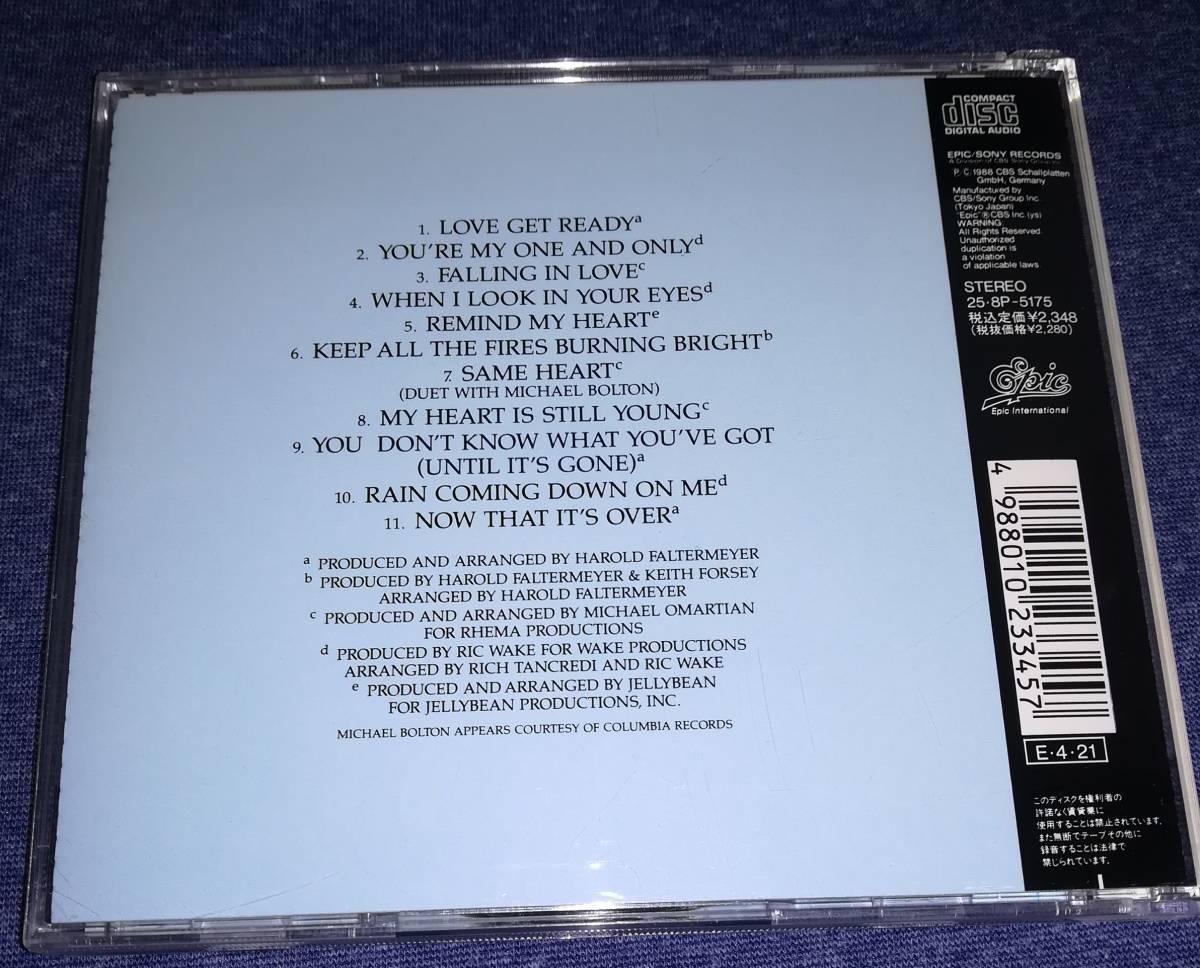 1. LOVE GET READYa
2. YOU'RE MY ONE AND ONLYd
3. FALLING IN LOVEc
4. WHEN I LOOK IN YOUR EYESd
5. REMIND MY HEARTe
6. KEEP ALL THE FIRES BURNING BRIGHTb
7. SAME HEARTc
(DUET WITH MICHAEL BOLTON)
8. MY HEART IS STILL YOUNGc
9. YOU DON'T KNOW WHAT YOU'VE GOT
(UNTIL IT'S GONE)a
10. RAIN COMING DOWN ON MEd
11. NOW THAT IT'S OVERa
a PRODUCED AND ARRANGED BY HAROLD FALTERMEYER
b PRODUCED BY HAROLD FALTERMEYER & KEITH FORSEY
ARRANGED BY HAROLD FALTERMEYER
c PRODUCED AND ARRANGED BY MICHAEL OMARTIAN
FOR RHEMA PRODUCTIONS
d PRODUCED BY RIC WAKE FOR WAKE PRODUCTIONS
ARRANGED BY RICH TANCREDI AND RIC WAKE
e PRODUCED AND ARRANGED BY JELLYBEAN
FOR JELLYBEAN PRODUCTIONS, INC.
MICHAEL BOLTON APPEARS COURTESY OF COLUMBIA RECORDS
COMPACT
disc
DIGITAL AUDIO
EPIC/SONY RECORDS
A Division of CBS/Sony Group Inc.
P. C. 1988 CBS Schallplatten
GmbH, Germany
Manufactured by
CBS/Sony Group Inc.
(Tokyo Japan)
"Epic" ® CBS Inc. (ys)
WARNING:
All Rights Reserved.
Unauthorized
duplication is
a violation
of applicable laws.
STEREO
25・8P-5175
税込定価¥2,348
(税抜価格¥2,280)
Epic
Epic International
4 988010 233457
E・4・21
このディスクを権利者の
許諾なく賃貸業に
使用することは禁止されています。
また無断でテープその他に
録音することは法律で
禁じられています。